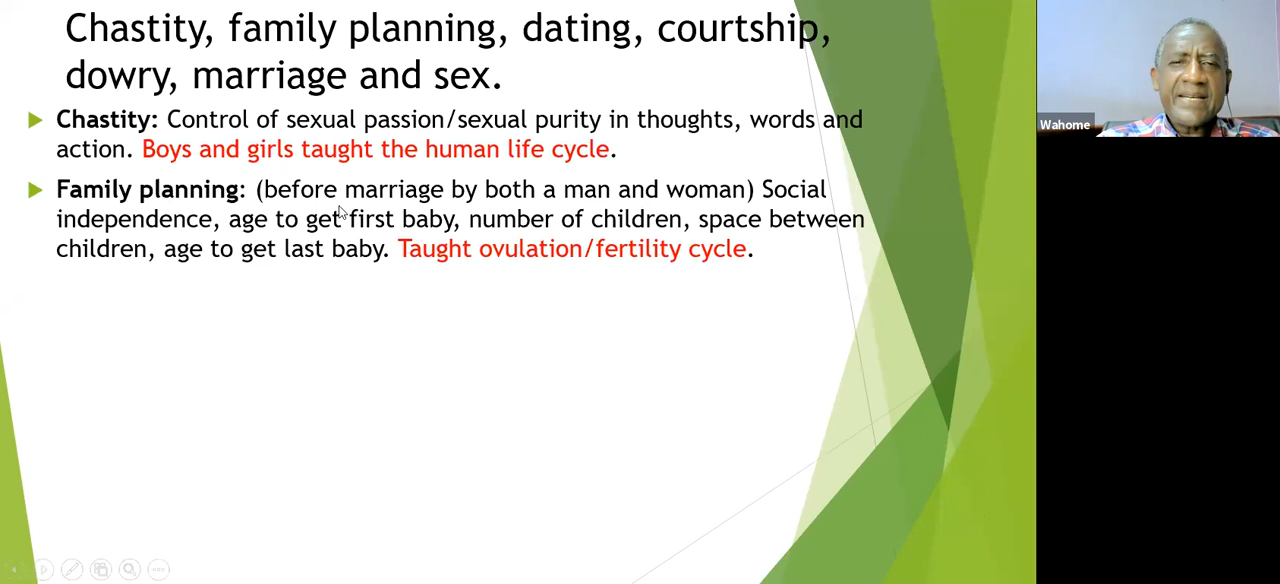 Chastity, family planning, dating, courtship,
dowry, marriage and sex.
Chastity: Control of sexual passion/sexual purity in thoughts, words and
action. Boys and girls taught the human life cycle.
Family planning: (before marriage by both a man and woman) Social
independence, age to get first baby, number of children, space between
children, age to get last baby. Taught ovulation/fertility cycle.
Wahome